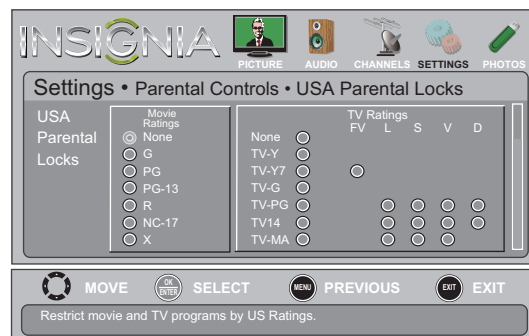 INSIGNIA
PICTURE AUDIO CHANNELS SETTINGS PHOTOS
Settings • Parental Controls • USA Parental Locks
USA
Parental
Locks
Movie
Ratings
None
G
PG
PG-13
R
NC-17
X
TV Ratings
FV L S V D
None
TV-Y
TV-Y7
TV-G
TV-PG
TV14
TV-MA
MOVE OK ENTER SELECT MENU PREVIOUS EXIT EXIT
Restrict movie and TV programs by US Ratings.